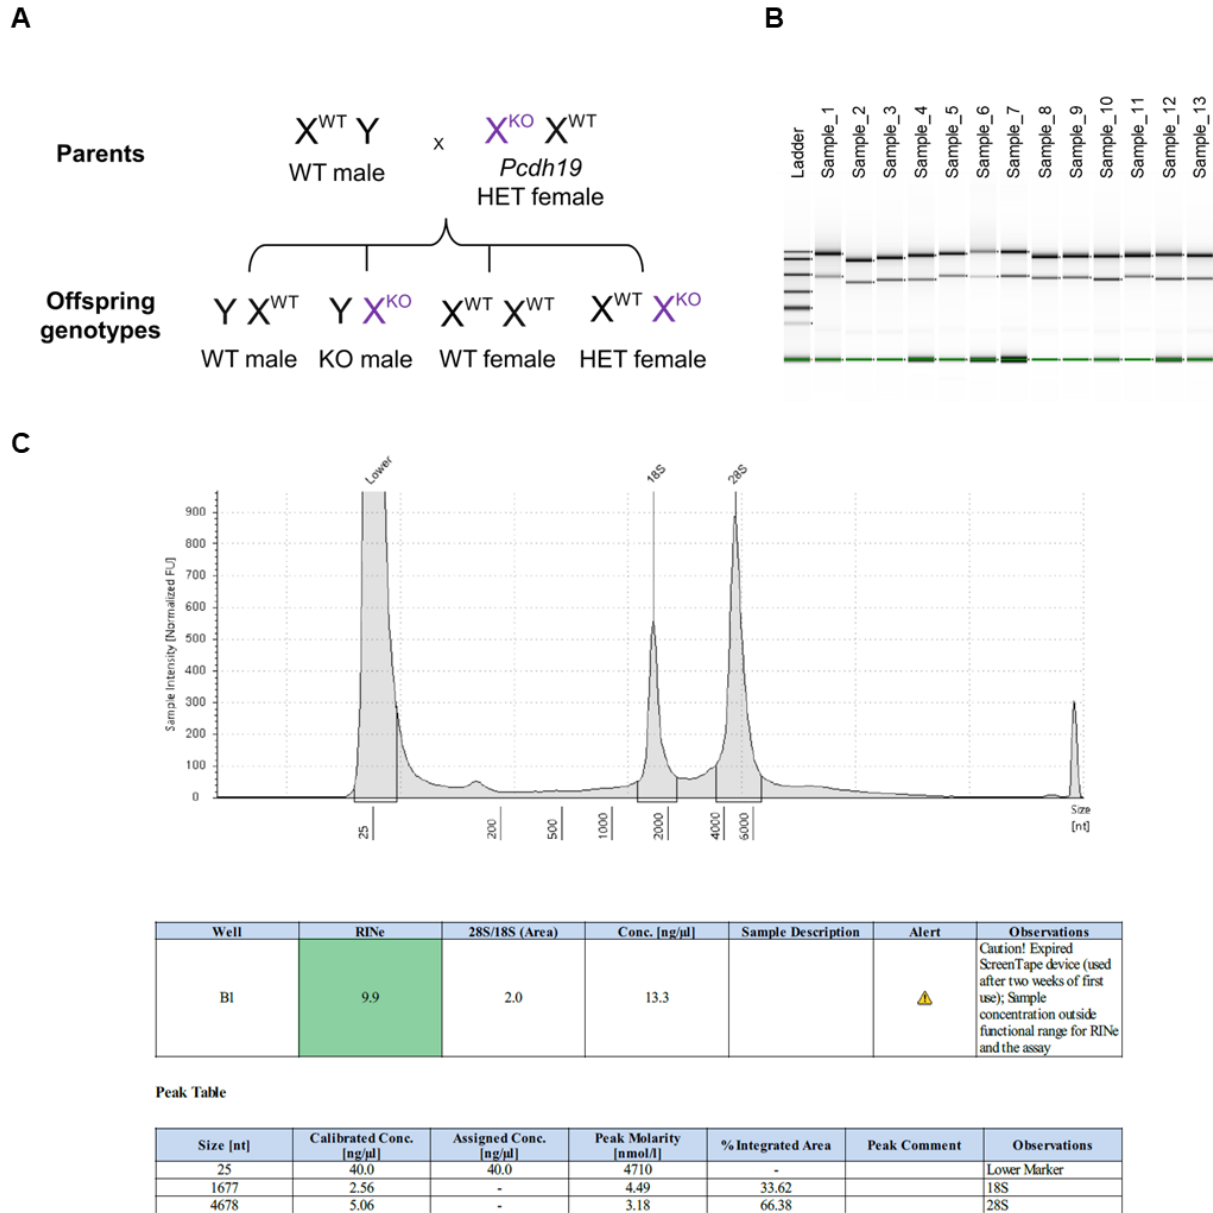 A
B
Parents
X^WT Y
x
X^KO X^WT
WT male
Pcdh19
HET female
Offspring
genotypes
Y X^WT
Y X^KO
X^WT X^WT
X^WT X^KO
WT male
KO male
WT female
HET female
Ladder
Sample_1
Sample_2
Sample_3
Sample_4
Sample_5
Sample_6
Sample_7
Sample_8
Sample_9
Sample_10
Sample_11
Sample_12
Sample_13
C
Lower
18S
28S
Sample Intensity [Normalized FU]
900
800
700
600
500
400
300
200
100
0
25
200
500
1000
2000
4000
6000
Size
[nt]
Well RINe 28S/18S (Area) Conc. [ng/µl] Sample Description Alert Observations
B1 9.9 2.0 13.3
Caution! Expired
ScreenTape device (used
after two weeks of first
use); Sample
concentration outside
functional range for RINe
and the assay
Peak Table
Size [nt] Calibrated Conc. [ng/µl] Assigned Conc. [ng/µl] Peak Molarity [nmol/l] % Integrated Area Peak Comment Observations
25 40.0 40.0 4710 - Lower Marker
1677 2.56 - 4.49 33.62 18S
4678 5.06 - 3.18 66.38 28S